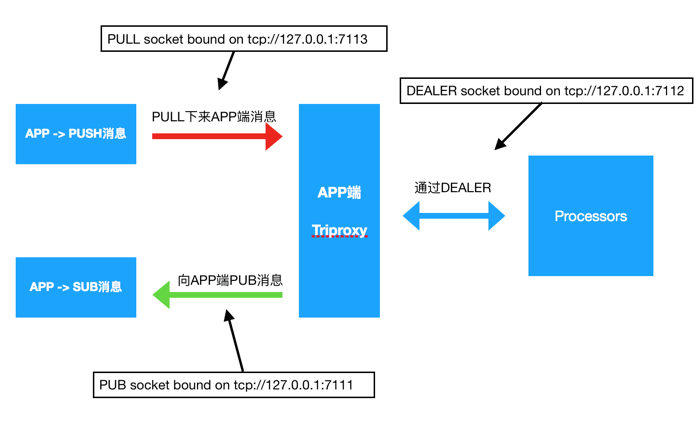 PULL socket bound on tcp://127.0.0.1:7113
DEALER socket bound on tcp://127.0.0.1:7112
APP -> PUSH消息
PULL下来APP端消息
APP端
Triproxy
通过DEALER
Processors
APP -> SUB消息
向APP端PUB消息
PUB socket bound on tcp://127.0.0.1:7111